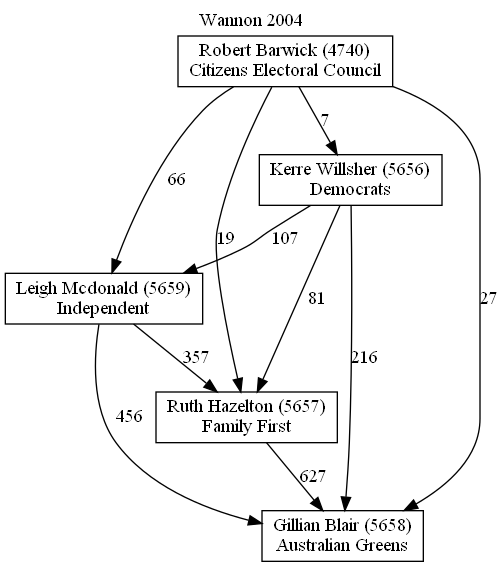 Wannon 2004
Robert Barwick (4740)
Citizens Electoral Council
7
Kerre Willsher (5656)
Democrats
66
19
107
27
Leigh Mcdonald (5659)
Independent
81
357
216
Ruth Hazelton (5657)
Family First
456
627
Gillian Blair (5658)
Australian Greens